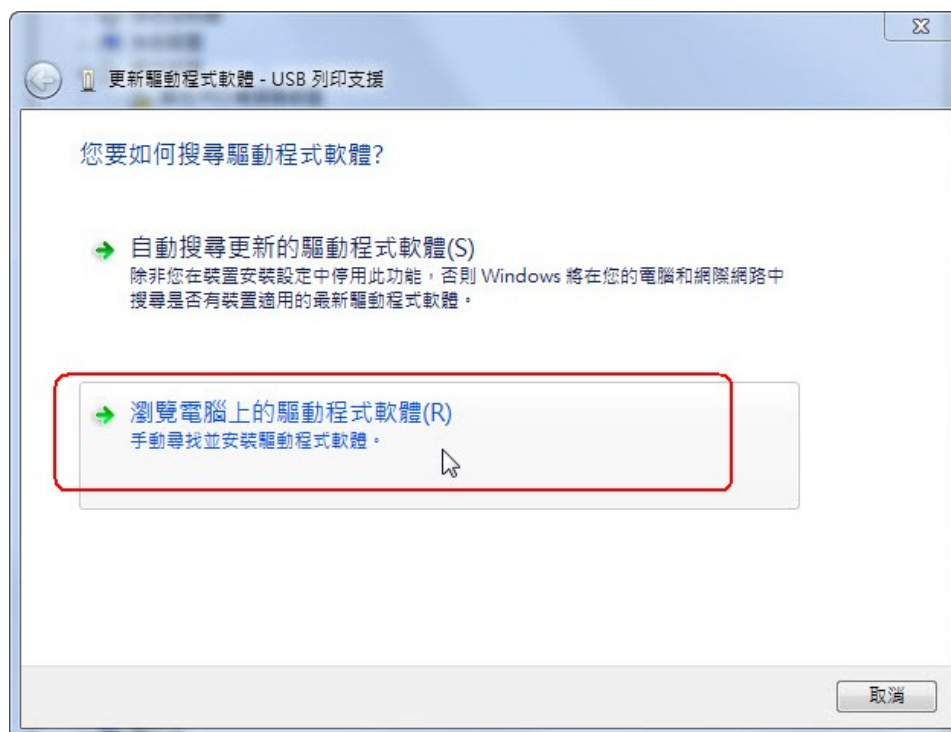 更新驅動程式軟體 - USB 列印支援
您要如何搜尋驅動程式軟體?
自動搜尋更新的驅動程式軟體(S)
除非您在裝置安裝設定中停用此功能，否則 Windows 將在您的電腦和網際網路中
搜尋是否有裝置適用的最新驅動程式軟體。
瀏覽電腦上的驅動程式軟體(R)
手動尋找並安裝驅動程式軟體。
取消